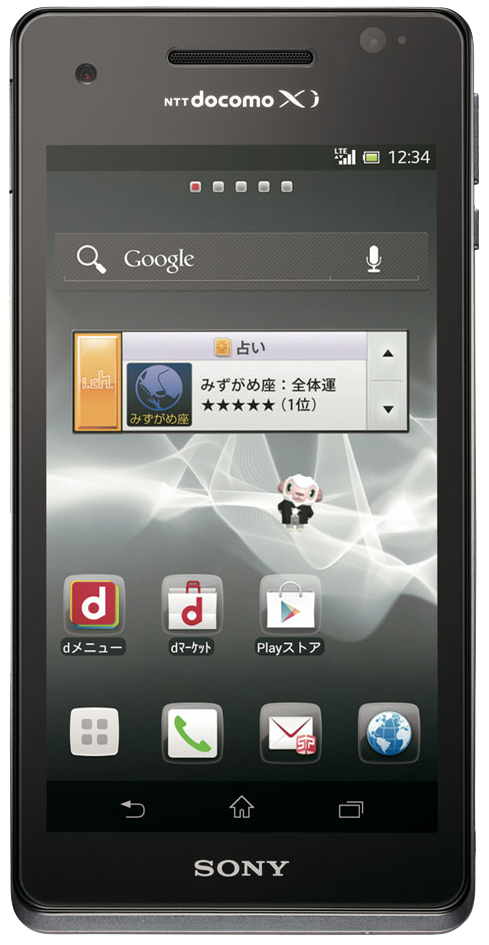 NTT docomo Xi
LTE 12:34
Google
i.ch.
占い
みずがめ座
みずがめ座：全体運
★★★★★（1位）
d
d
dメニュー
dﾏｰｹｯﾄ
Playストア
SP
SONY